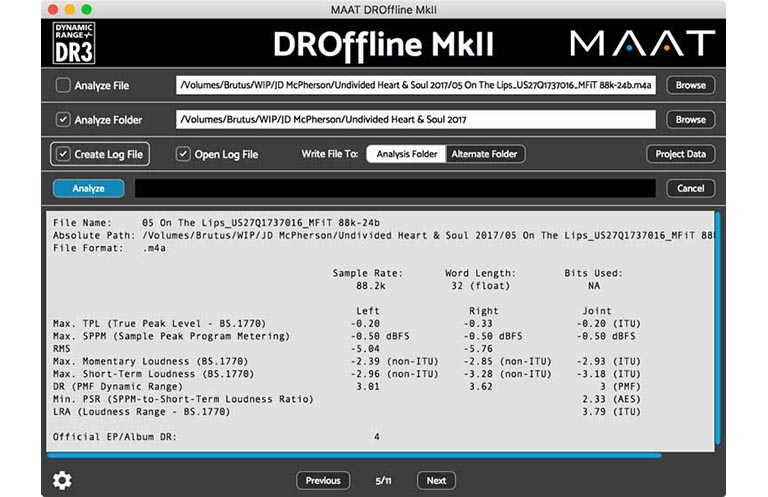 MAAT DROffline MkII
DYNAMIC
RANGE
DR3
DROffline MkII
MAAT
Analyze File
/Volumes/Brutus/WIP/JD McPherson/Undivided Heart & Soul 2017/05 On The Lips_US27Q1737016_MFiT 88k-24b.m4a
Browse
Analyze Folder
/Volumes/Brutus/WIP/JD McPherson/Undivided Heart & Soul 2017
Browse
Create Log File Open Log File Write File To: Analysis Folder Alternate Folder Project Data
Analyze Cancel
File Name: 05 On The Lips_US27Q1737016_MFiT 88k-24b
Absolute Path: /Volumes/Brutus/WIP/JD McPherson/Undivided Heart & Soul 2017/05 On The Lips_US27Q1737016_MFiT 88
File Format: .m4a
Sample Rate: Word Length: Bits Used:
88.2k 32 (float) NA
Left Right Joint
Max. TPL (True Peak Level - BS.1770) -0.20 -0.33 -0.20 (ITU)
Max. SPPM (Sample Peak Program Metering) -0.50 dBFS -0.50 dBFS -0.50 dBFS
RMS -5.04 -5.76
Max. Momentary Loudness (BS.1770) -2.39 (non-ITU) -2.85 (non-ITU) -2.93 (ITU)
Max. Short-Term Loudness (BS.1770) -2.96 (non-ITU) -3.28 (non-ITU) -3.18 (ITU)
DR (PMF Dynamic Range) 3.01 3.62 3 (PMF)
Min. PSR (SPPM-to-Short-Term Loudness Ratio) 2.33 (AES)
LRA (Loudness Range - BS.1770) 3.79 (ITU)
Official EP/Album DR: 4
Previous 5/11 Next